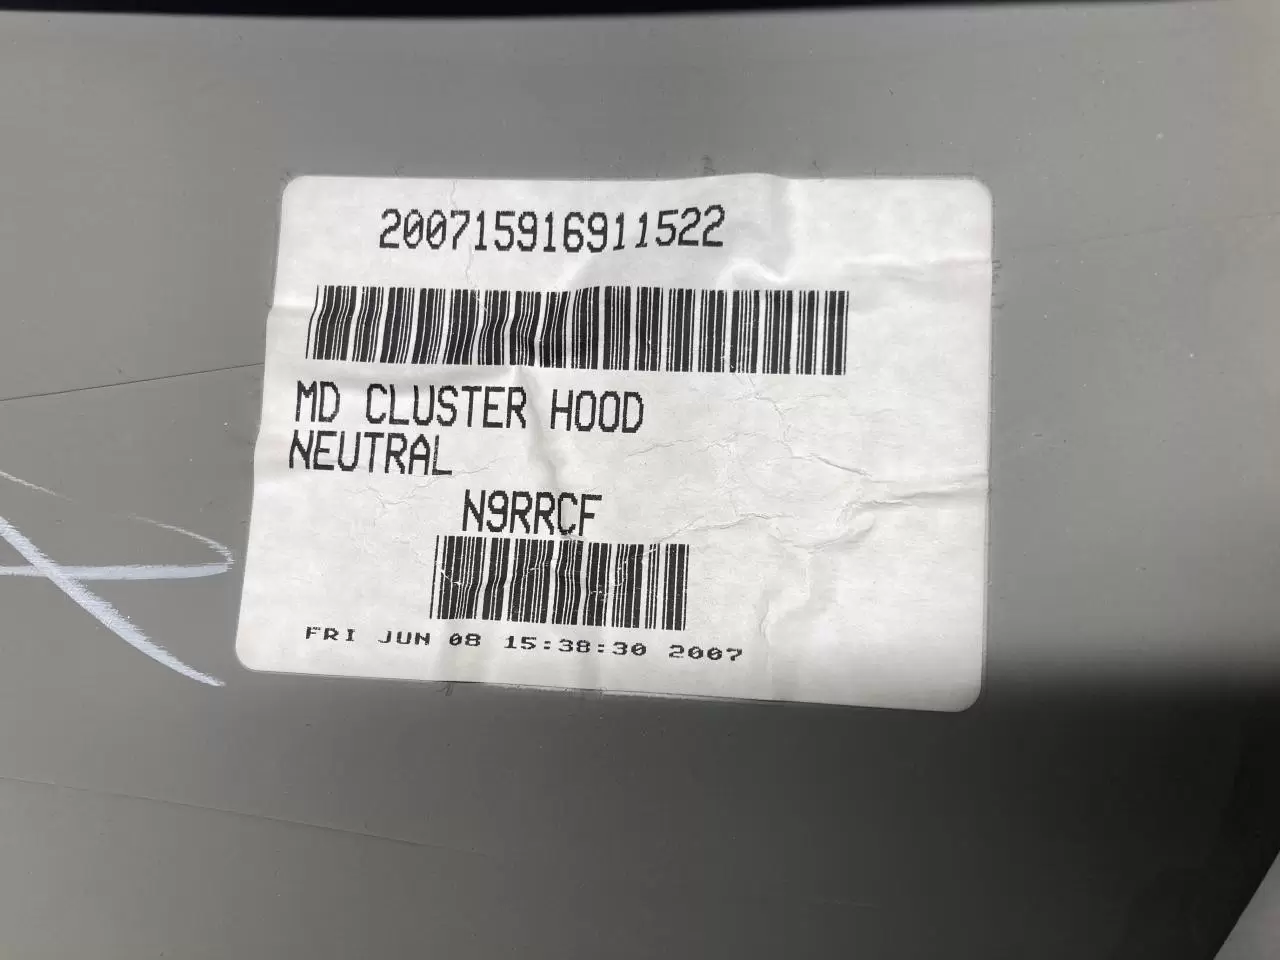 200715916911522
MD CLUSTER HOOD
NEUTRAL
N9RRCF
FRI JUN 08 15:38:30 2007